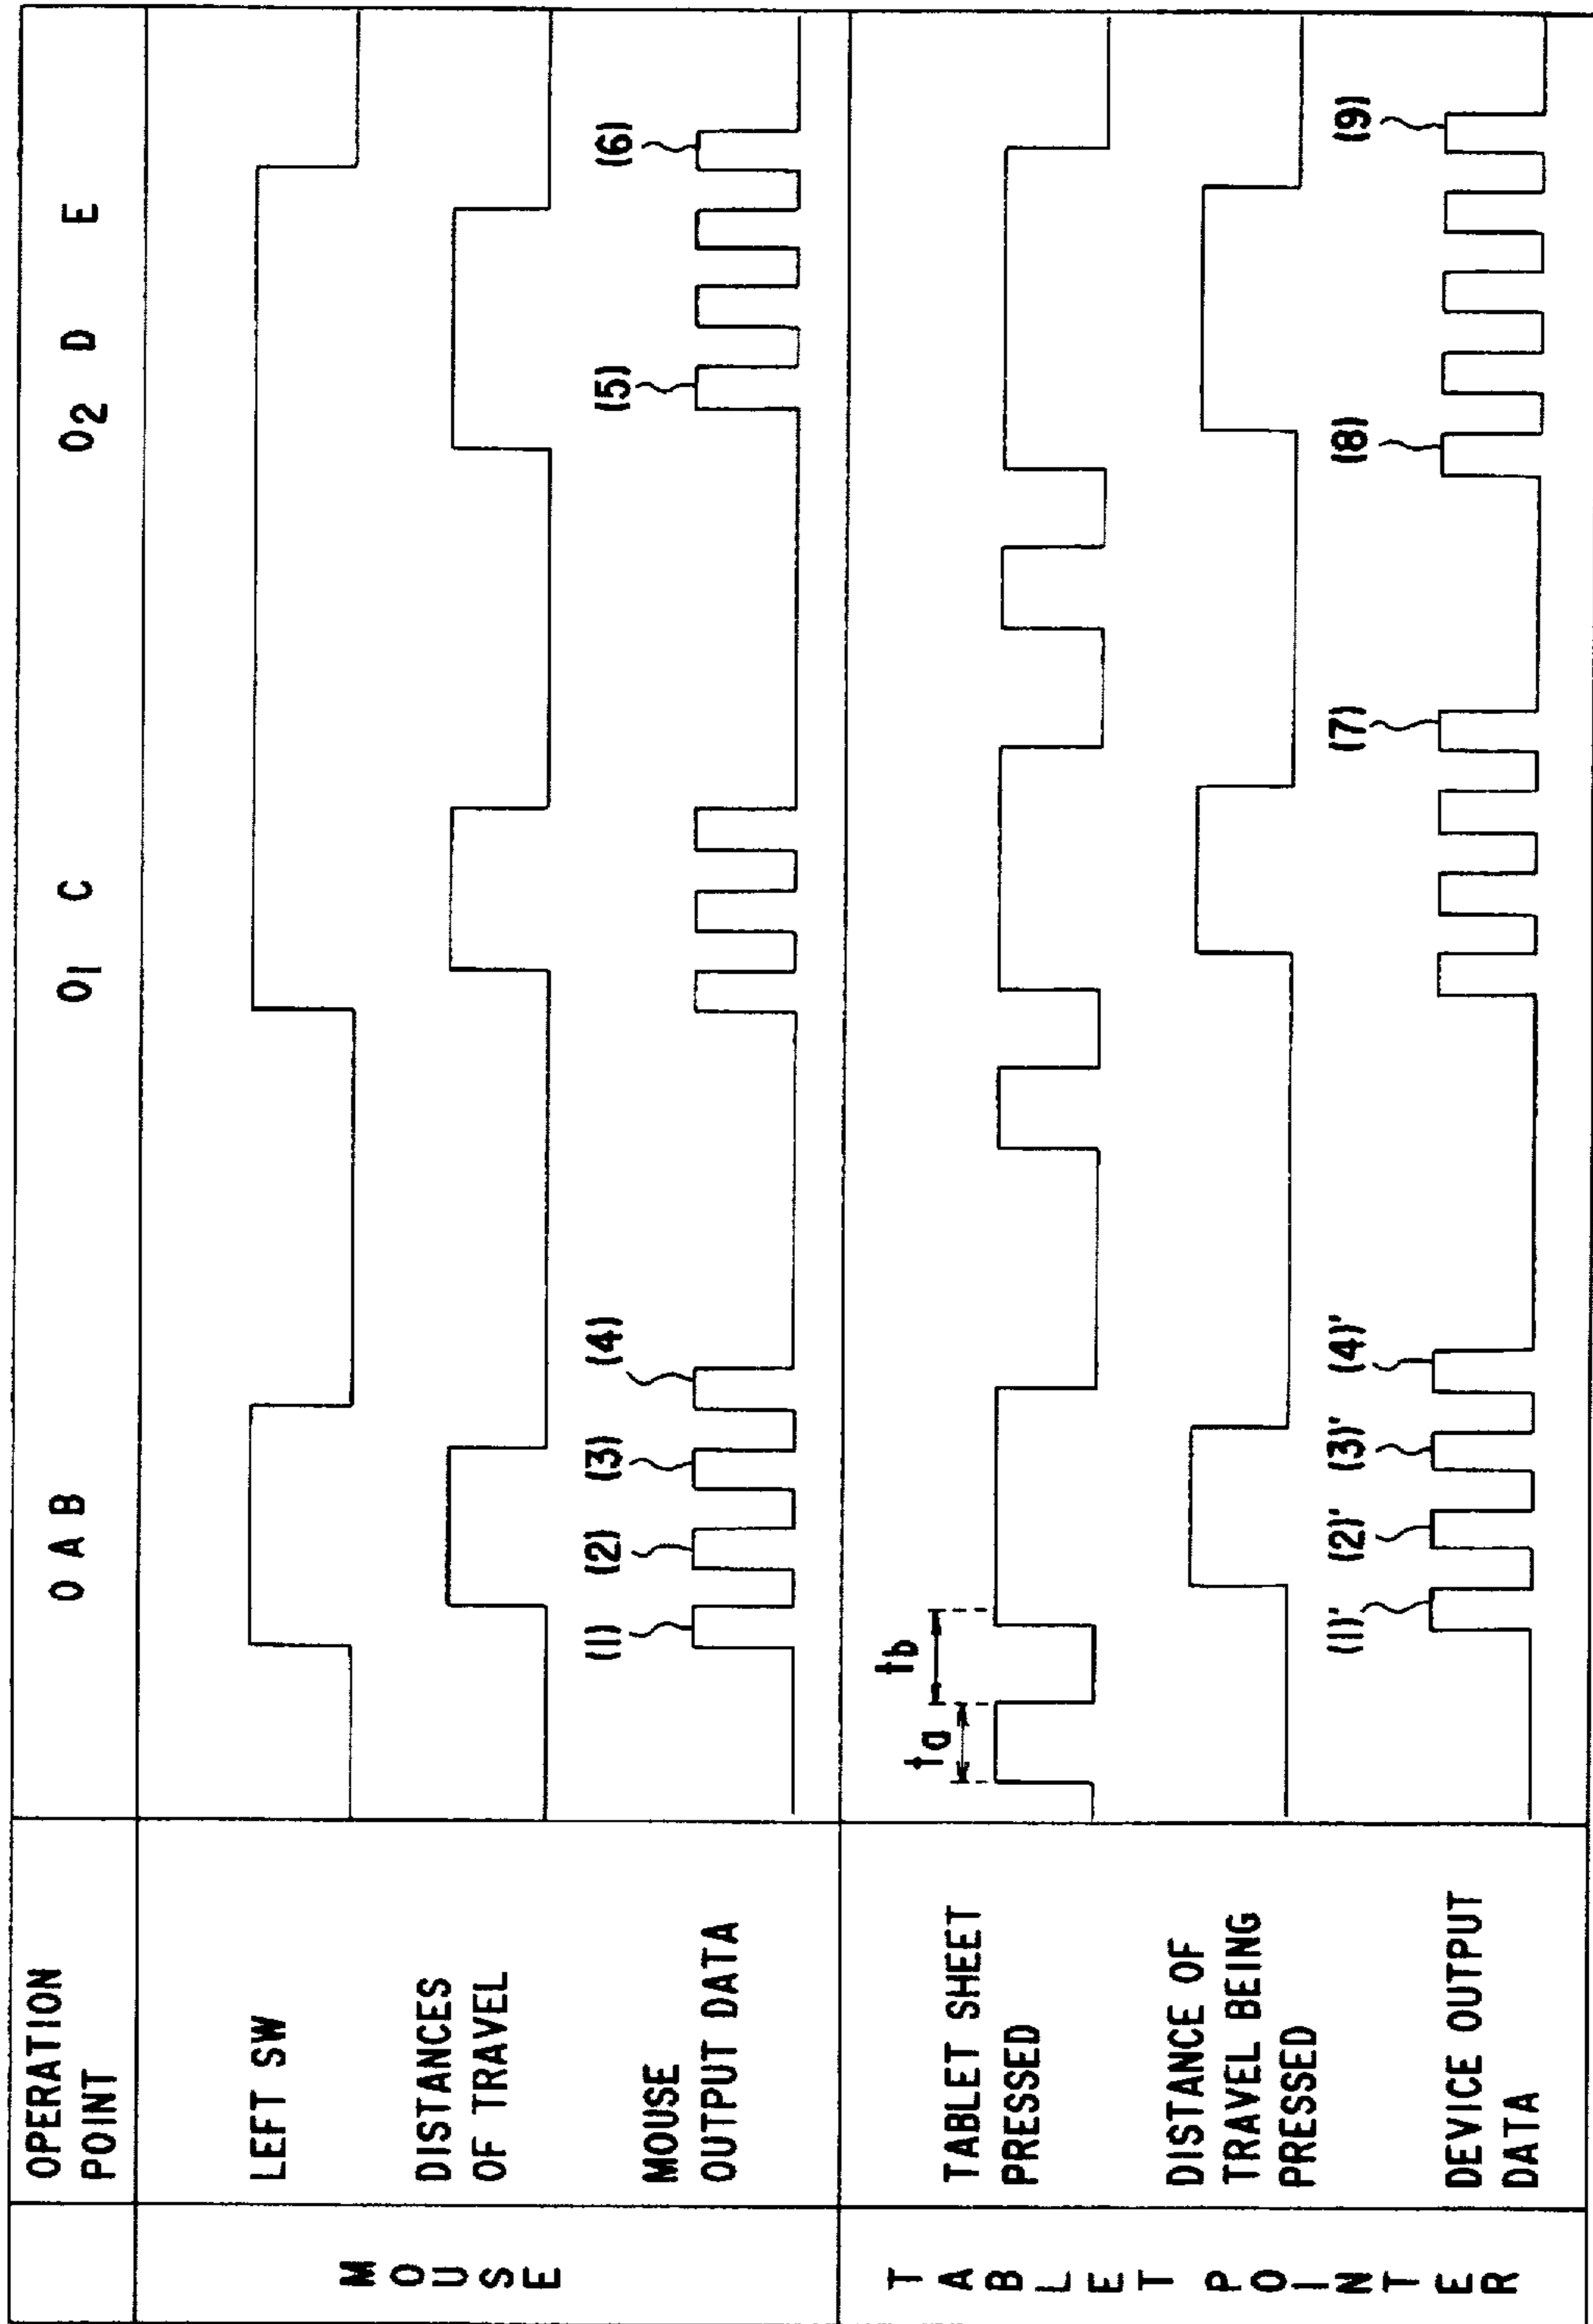 OPERATION
POINT
O A B
O1 C
O2 D E
MOUSE
LEFT SW
DISTANCES
OF TRAVEL
MOUSE
OUTPUT DATA
(1)
(2)
(3)
(4)
(5)
(6)
TABLET POINTER
TABLET SHEET
PRESSED
ta
tb
DISTANCE OF
TRAVEL BEING
PRESSED
DEVICE OUTPUT
DATA
(1)'
(2)'
(3)'
(4)'
(7)
(8)
(9)